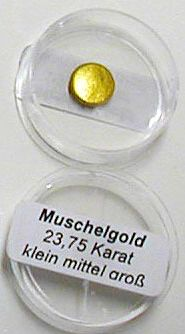 Muschelgold
23,75 Karat
klein mittel groß